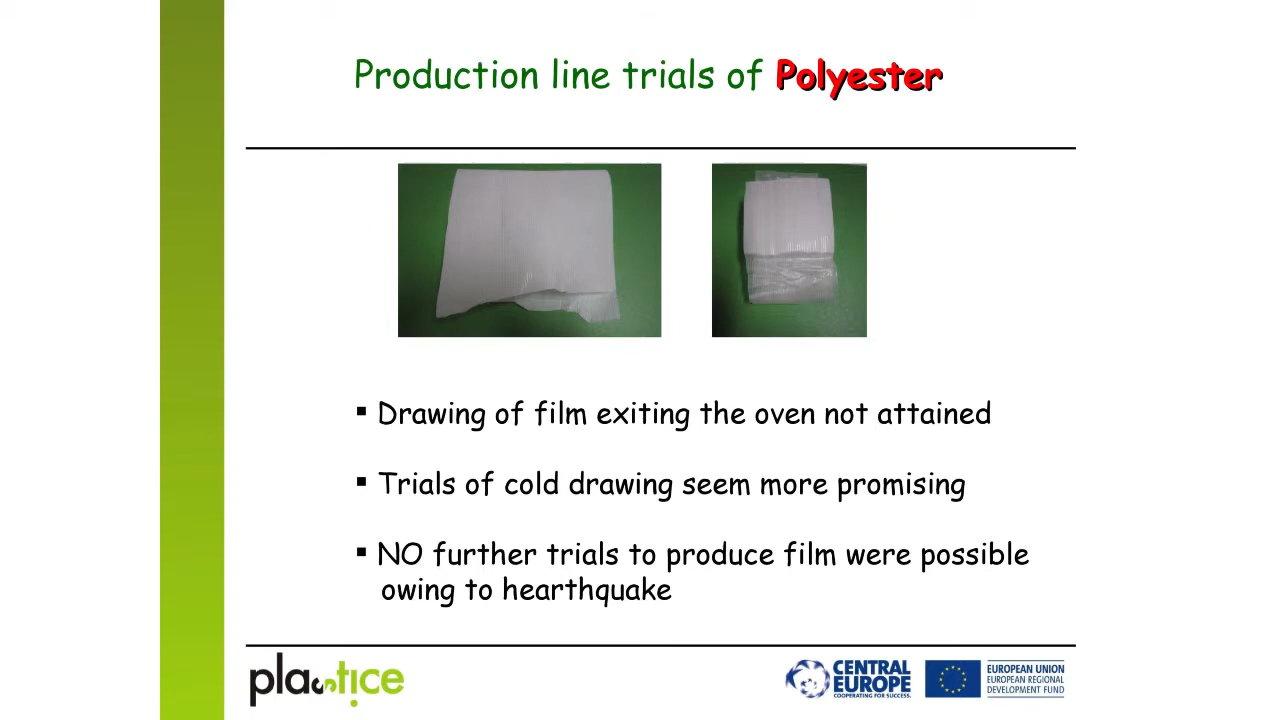 Production line trials of Polyester
▪ Drawing of film exiting the oven not attained
▪ Trials of cold drawing seem more promising
▪ NO further trials to produce film were possible
owing to hearthquake
plastice
CENTRAL
EUROPE
COOPERATING FOR SUCCESS.
EUROPEAN UNION
EUROPEAN REGIONAL
DEVELOPMENT FUND